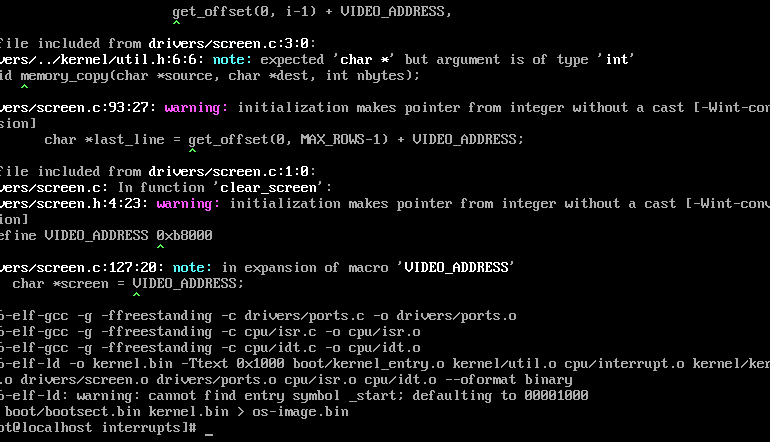 get_offset(0, i-1) + VIDEO_ADDRESS,
^
file included from drivers/screen.c:3:0:
vers/../kernel/util.h:6:6: note: expected 'char *' but argument is of type 'int'
id memory_copy(char *source, char *dest, int nbytes);
^
vers/screen.c:93:27: warning: initialization makes pointer from integer without a cast [-Wint-conv
sion]
char *last_line = get_offset(0, MAX_ROWS-1) + VIDEO_ADDRESS;
^
file included from drivers/screen.c:1:0:
vers/screen.c: In function 'clear_screen':
vers/screen.h:4:23: warning: initialization makes pointer from integer without a cast [-Wint-conv
ion]
efine VIDEO_ADDRESS 0xb8000
^
vers/screen.c:127:20: note: in expansion of macro 'VIDEO_ADDRESS'
char *screen = VIDEO_ADDRESS;
^
6-elf-gcc -g -ffreestanding -c drivers/ports.c -o drivers/ports.o
6-elf-gcc -g -ffreestanding -c cpu/isr.c -o cpu/isr.o
6-elf-gcc -g -ffreestanding -c cpu/idt.c -o cpu/idt.o
6-elf-ld -o kernel.bin -Ttext 0x1000 boot/kernel_entry.o kernel/util.o cpu/interrupt.o kernel/ker
.o drivers/screen.o drivers/ports.o cpu/isr.o cpu/idt.o --oformat binary
6-elf-ld: warning: cannot find entry symbol _start; defaulting to 00001000
boot/bootsect.bin kernel.bin > os-image.bin
ot@localhost interrupts]# _